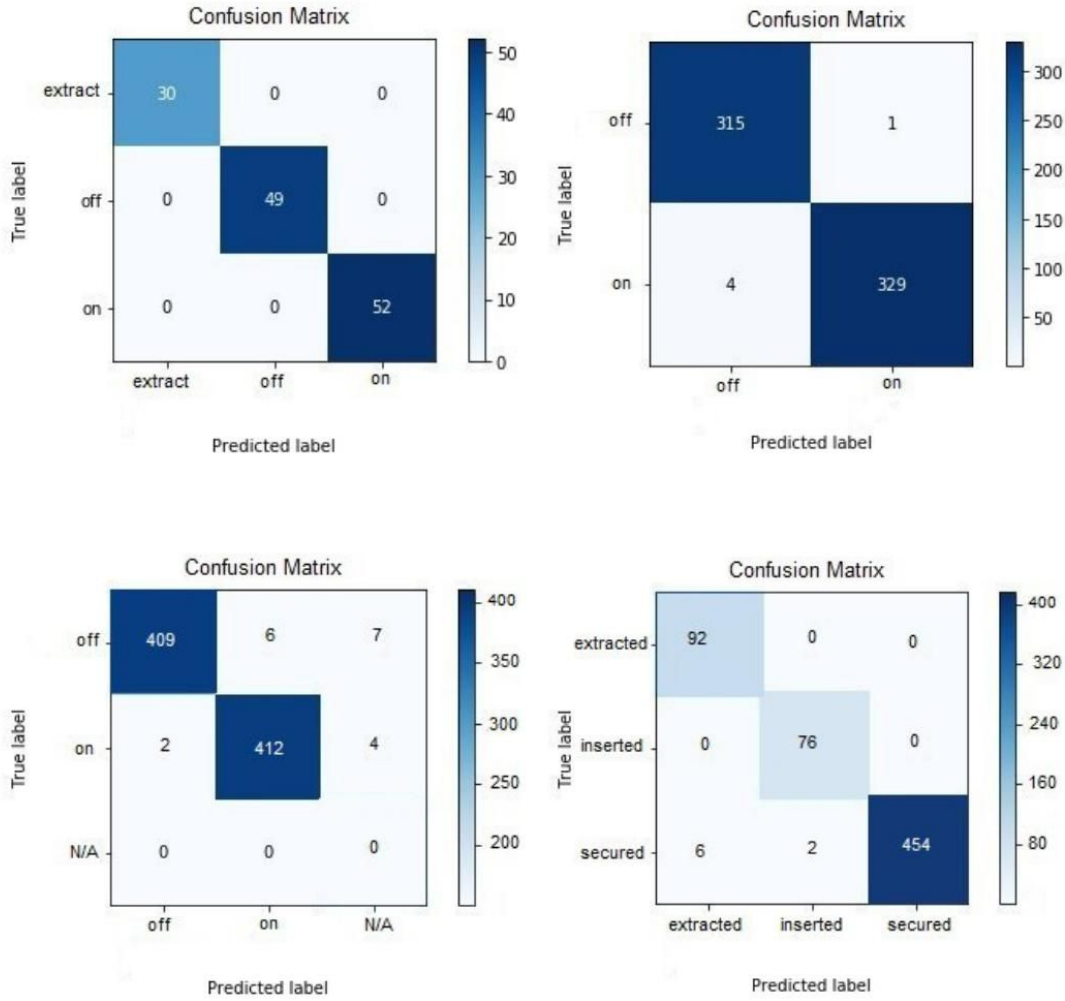 Confusion Matrix
50
40
30
20
10
0
True label
extract
off
on
30 0 0
0 49 0
0 0 52
extract off on
Predicted label
Confusion Matrix
300
250
200
150
100
50
True label
off
on
315 1
4 329
off on
Predicted label
Confusion Matrix
400
350
300
250
200
True label
off
on
N/A
409 6 7
2 412 4
0 0 0
off on N/A
Predicted label
Confusion Matrix
400
320
240
160
80
True label
extracted
inserted
secured
92 0 0
0 76 0
6 2 454
extracted inserted secured
Predicted label